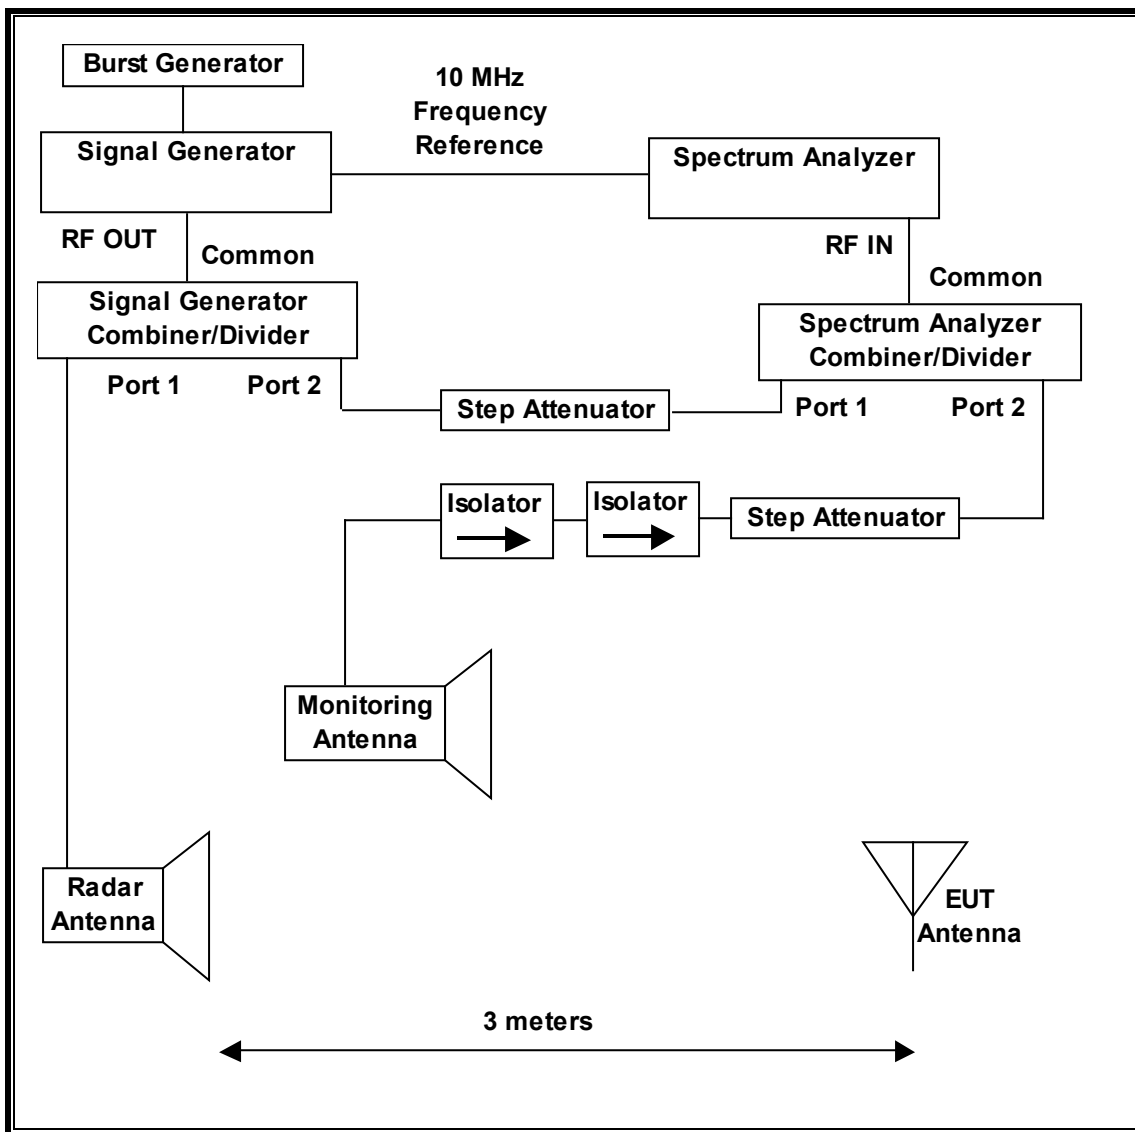 Burst Generator
10 MHz
Frequency
Reference
Signal Generator
Spectrum Analyzer
RF OUT
Common
RF IN
Common
Signal Generator
Combiner/Divider
Spectrum Analyzer
Combiner/Divider
Port 1
Port 2
Step Attenuator
Port 1
Port 2
Isolator
Isolator
Step Attenuator
Monitoring
Antenna
Radar
Antenna
EUT
Antenna
3 meters